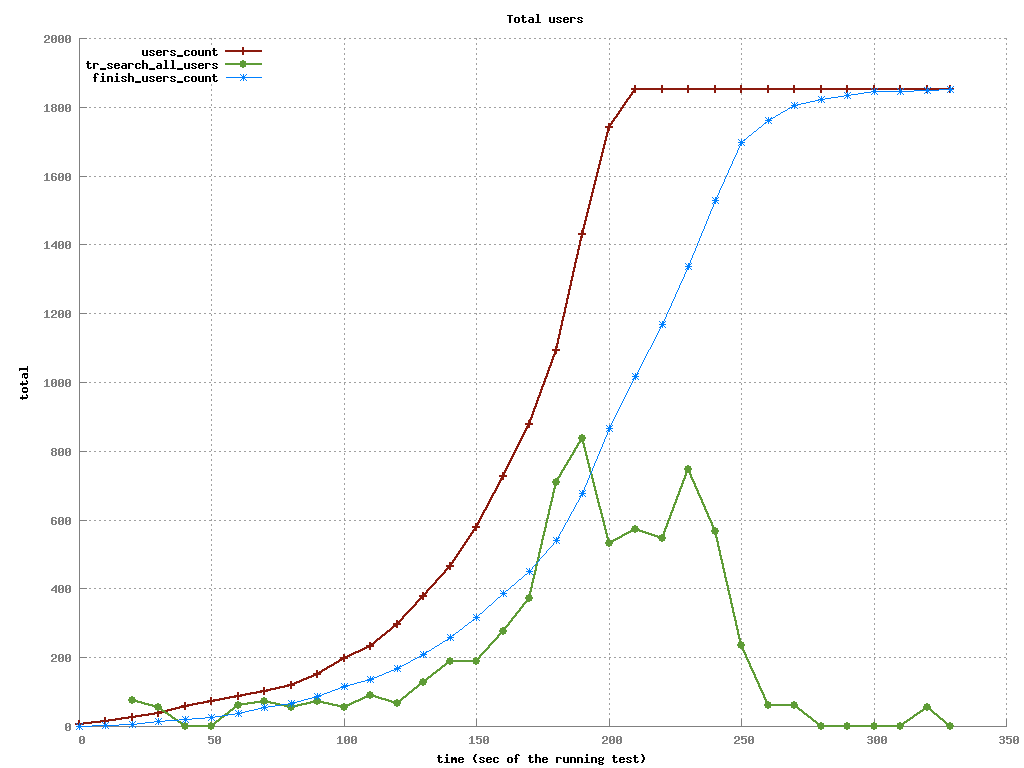 Total users
users_count
tr_search_all_users
finish_users_count
2000
1800
1600
1400
1200
1000
800
600
400
200
0
total
0 50 100 150 200 250 300 350
time (sec of the running test)